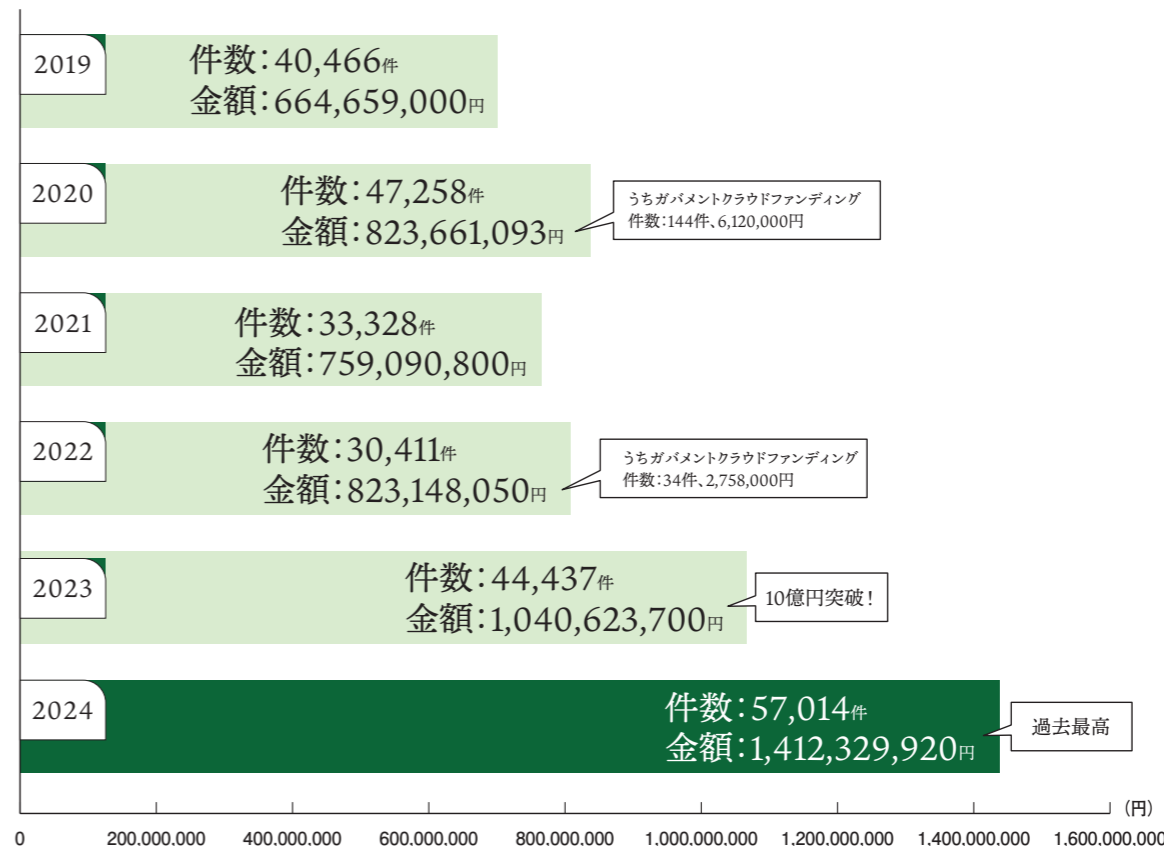 2019
件数：40,466件
金額：664,659,000円
2020
件数：47,258件
金額：823,661,093円
うちガバメントクラウドファンディング
件数：144件、6,120,000円
2021
件数：33,328件
金額：759,090,800円
2022
件数：30,411件
金額：823,148,050円
うちガバメントクラウドファンディング
件数：34件、2,758,000円
2023
件数：44,437件
金額：1,040,623,700円
10億円突破！
2024
件数：57,014件
金額：1,412,329,920円
過去最高
（円）
0 200,000,000 400,000,000 600,000,000 800,000,000 1,000,000,000 1,200,000,000 1,400,000,000 1,600,000,000